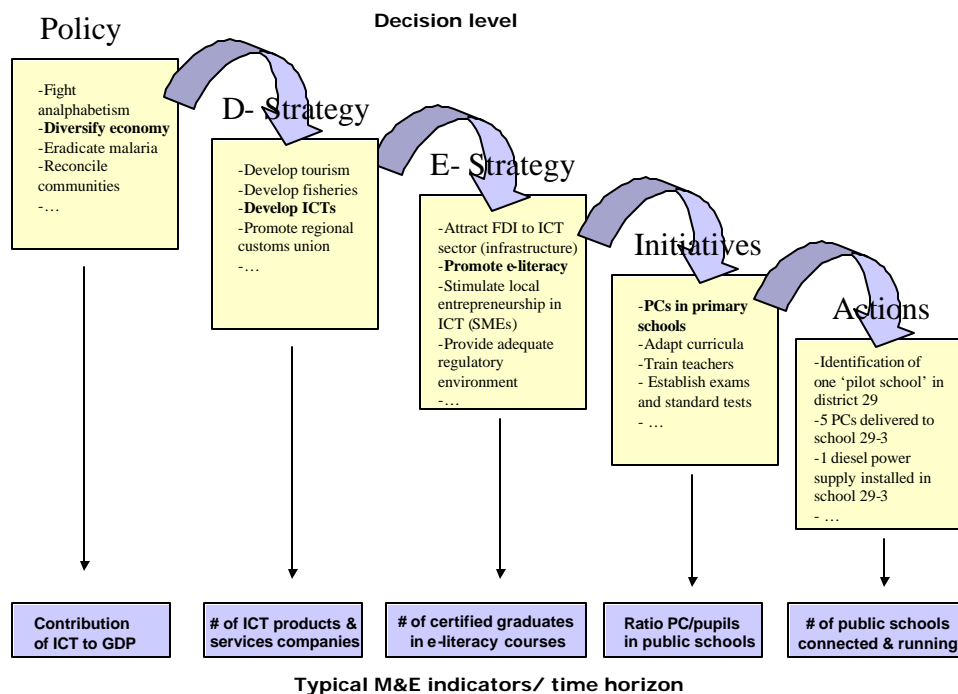 Decision level
Policy
-Fight
analphabetism
-Diversify economy
-Eradicate malaria
-Reconcile
communities
-…
D- Strategy
-Develop tourism
-Develop fisheries
-Develop ICTs
-Promote regional
customs union
-…
E- Strategy
-Attract FDI to ICT
sector (infrastructure)
-Promote e-literacy
-Stimulate local
entrepreneurship in
ICT (SMEs)
-Provide adequate
regulatory
environment
-…
Initiatives
-PCs in primary
schools
-Adapt curricula
-Train teachers
- Establish exams
and standard tests
- …
Actions
-Identification of
one ‘pilot school’ in
district 29
-5 PCs delivered to
school 29-3
-1 diesel power
supply installed in
school 29-3
- …
Contribution
of ICT to GDP
# of ICT products &
services companies
# of certified graduates
in e-literacy courses
Ratio PC/pupils
in public schools
# of public schools
connected & running
Typical M&E indicators/ time horizon